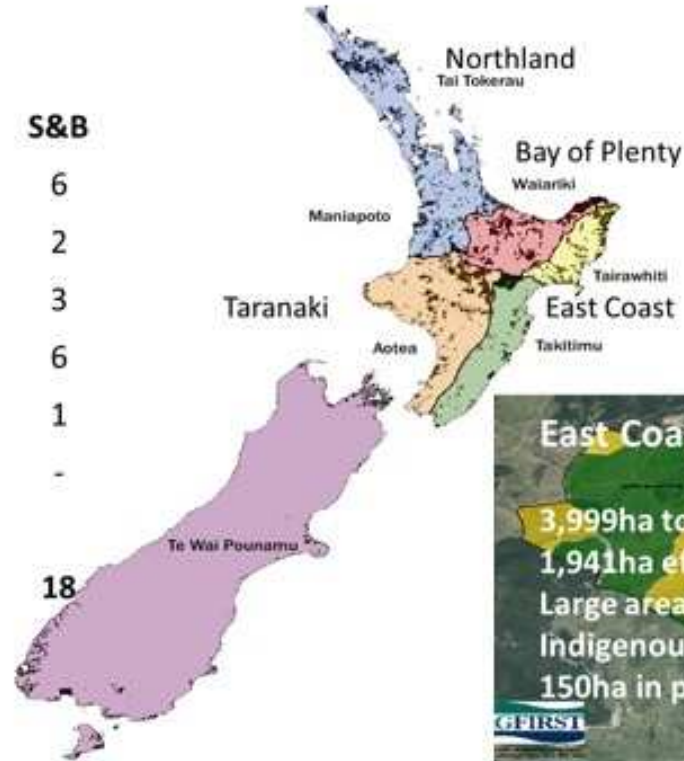 S&B
6
2
3
6
1
-
18
Northland
Tai Tokerau
Bay of Plenty
Waiariki
Maniapoto
Tairawhiti
Taranaki
East Coast
Aotea
Takitimu
Te Wai Pounamu
East Coa
3,999ha to
1,941ha ef
Large area
Indigenou
150ha in p
GFIRST